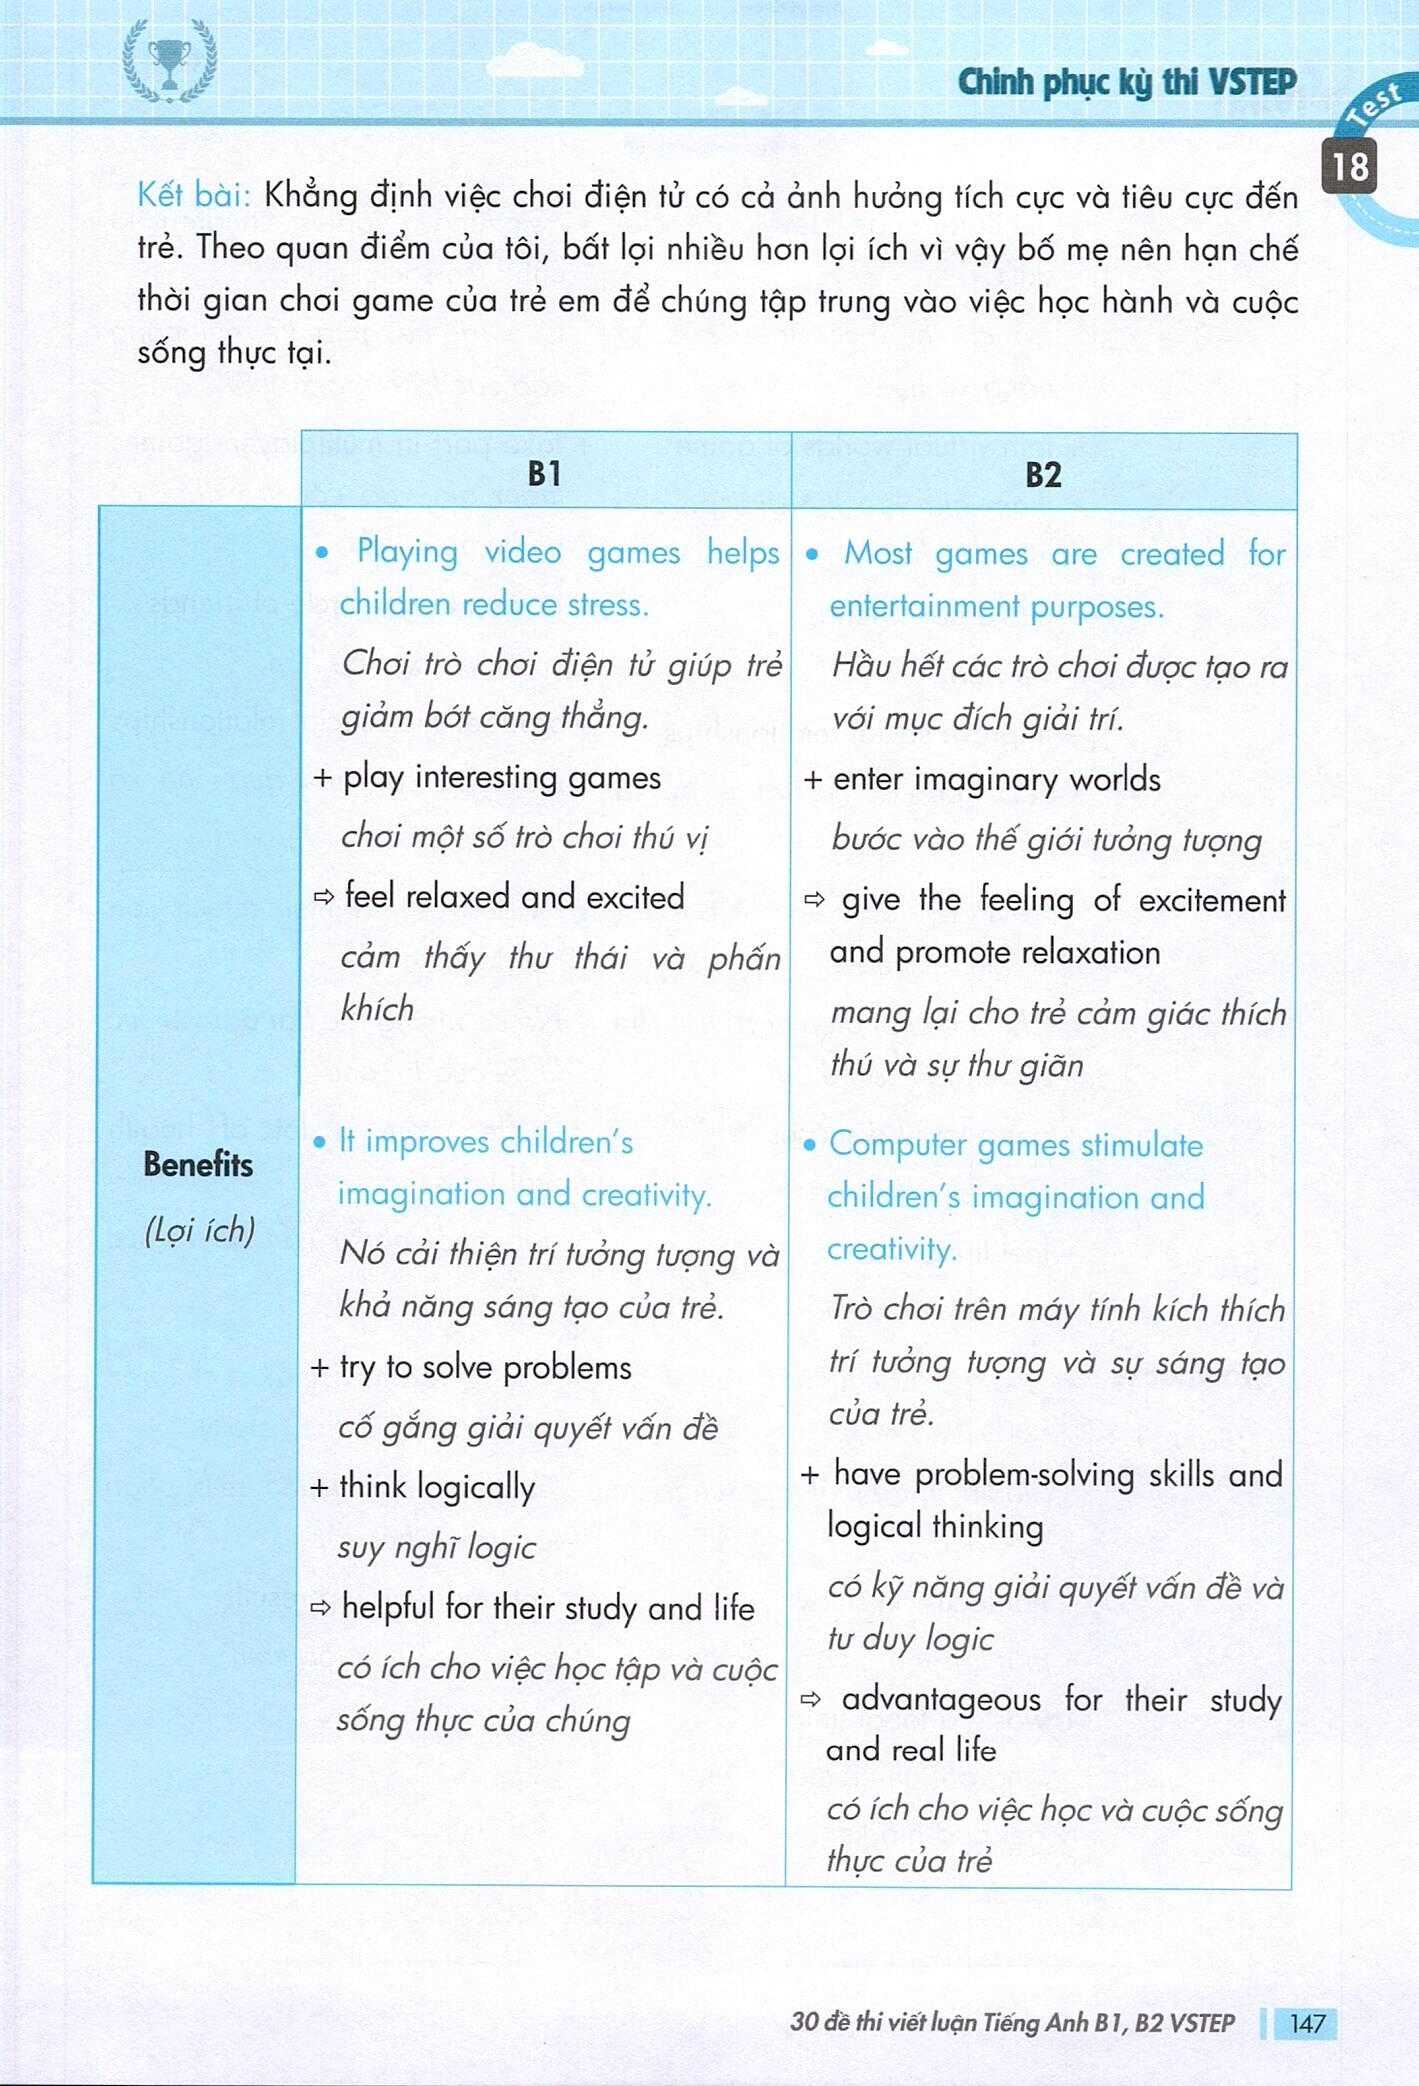 Chinh phục kỳ thi VSTEP
Test
18
Kết bài: Khẳng định việc chơi điện tử có cả ảnh hưởng tích cực và tiêu cực đến
trẻ. Theo quan điểm của tôi, bất lợi nhiều hơn lợi ích vì vậy bố mẹ nên hạn chế
thời gian chơi game của trẻ em để chúng tập trung vào việc học hành và cuộc
sống thực tại.
B1
B2
Benefits
(Lợi ích)
• Playing video games helps
children reduce stress.
Chơi trò chơi điện tử giúp trẻ
giảm bớt căng thẳng.
+ play interesting games
chơi một số trò chơi thú vị
⇨ feel relaxed and excited
cảm thấy thư thái và phấn
khích
• It improves children's
imagination and creativity.
Nó cải thiện trí tưởng tượng và
khả năng sáng tạo của trẻ.
+ try to solve problems
cố gắng giải quyết vấn đề
+ think logically
suy nghĩ logic
⇨ helpful for their study and life
có ích cho việc học tập và cuộc
sống thực của chúng
• Most games are created for
entertainment purposes.
Hầu hết các trò chơi được tạo ra
với mục đích giải trí.
+ enter imaginary worlds
bước vào thế giới tưởng tượng
⇨ give the feeling of excitement
and promote relaxation
mang lại cho trẻ cảm giác thích
thú và sự thư giãn
• Computer games stimulate
children's imagination and
creativity.
Trò chơi trên máy tính kích thích
trí tưởng tượng và sự sáng tạo
của trẻ.
+ have problem-solving skills and
logical thinking
có kỹ năng giải quyết vấn đề và
tư duy logic
⇨ advantageous for their study
and real life
có ích cho việc học và cuộc sống
thực của trẻ
30 đề thi viết luận Tiếng Anh B1, B2 VSTEP
147